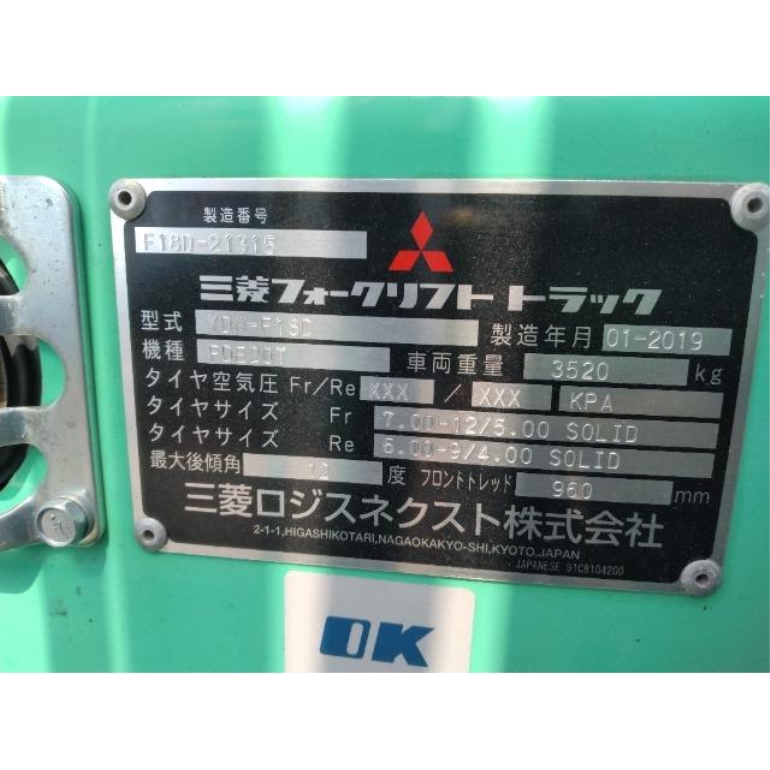 製造番号
F18D-21315
三菱フォークリフト トラック
型式 YDM-F18D 製造年月 01-2019
機種 FDE20T 車両重量 3520 kg
タイヤ空気圧 Fr/Re XXX / XXX KPA
タイヤサイズ Fr 7.00-12/5.00 SOLID
タイヤサイズ Re 6.00-9/4.00 SOLID
最大後傾角 12 度 フロントトレッド 960 mm
三菱ロジスネクスト株式会社
2-1-1,HIGASHIKOTARI,NAGAOKAKYO-SHI,KYOTO,JAPAN
JAPANESE 91C8104200
OK